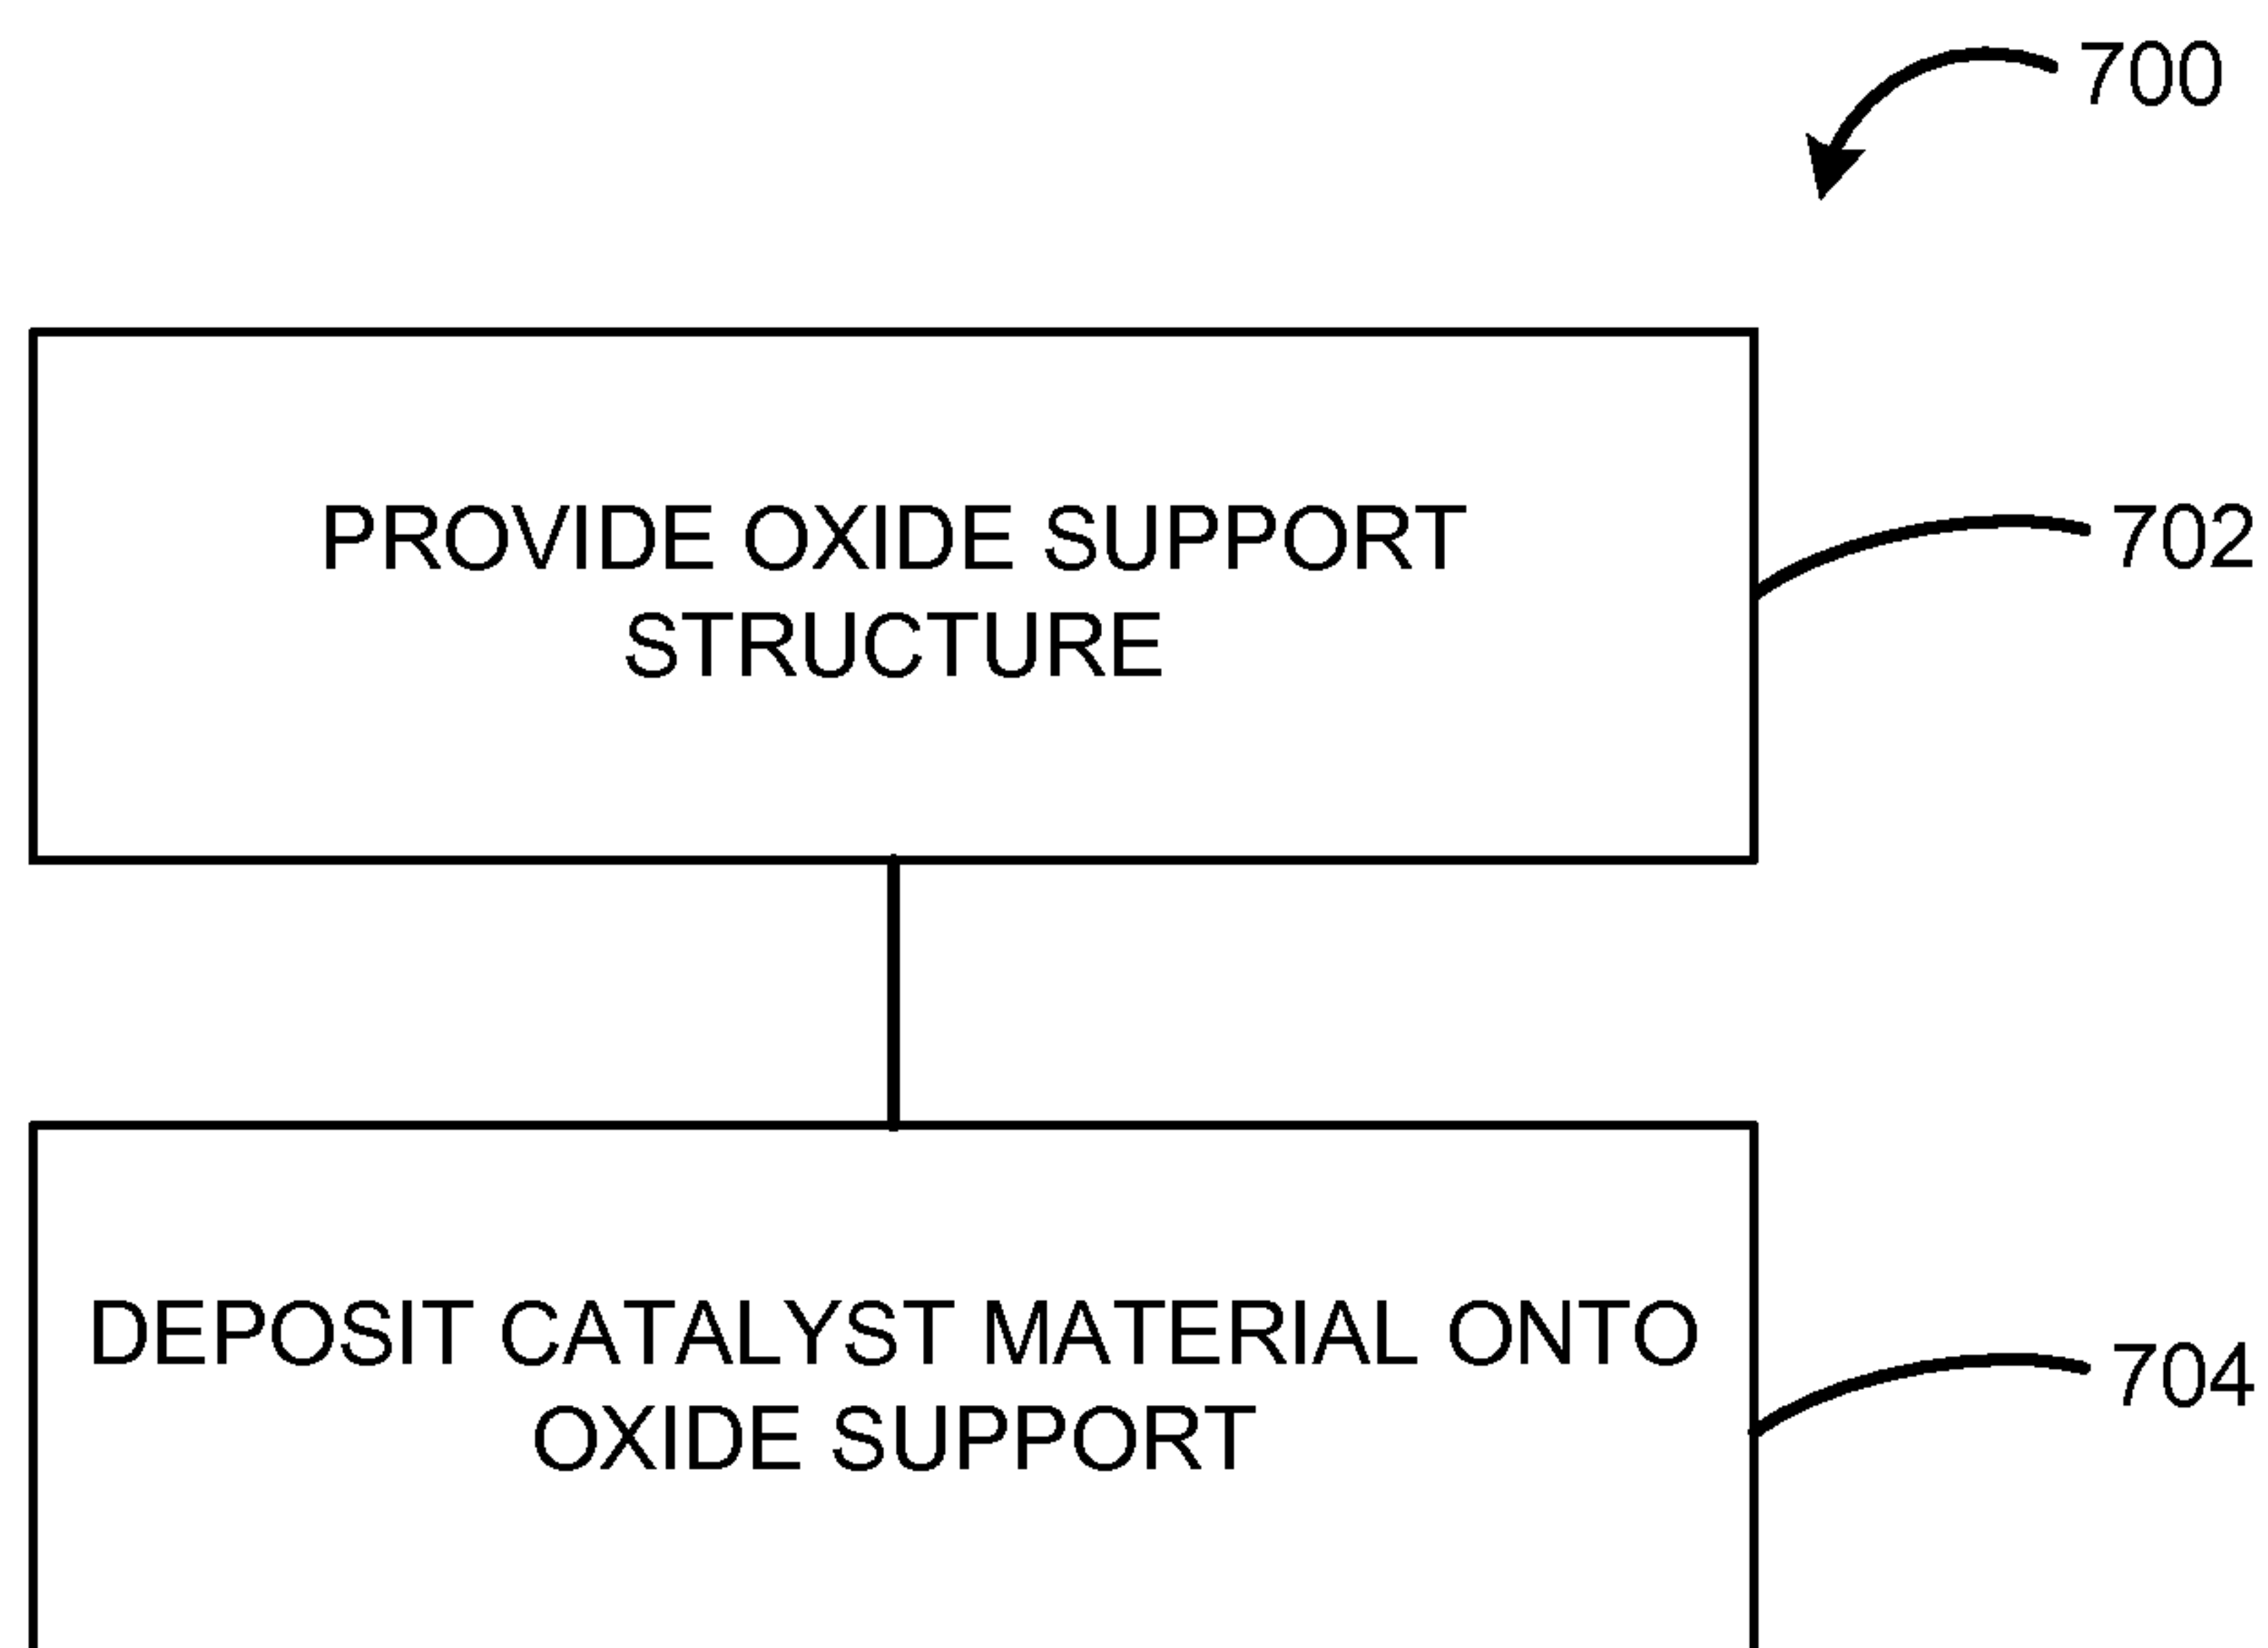 700
PROVIDE OXIDE SUPPORT
STRUCTURE
702
DEPOSIT CATALYST MATERIAL ONTO
OXIDE SUPPORT
704